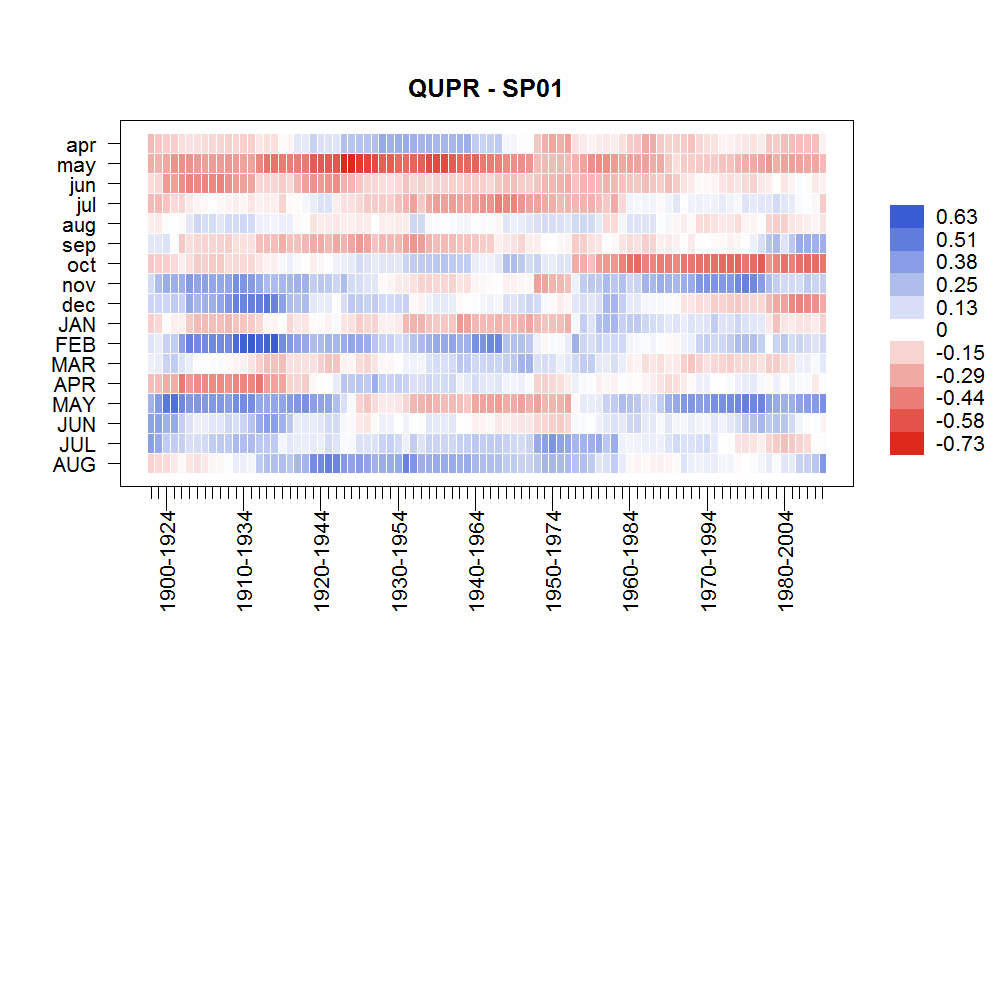 QUPR - SP01
apr
may
jun
jul
aug
sep
oct
nov
dec
JAN
FEB
MAR
APR
MAY
JUN
JUL
AUG
0.63
0.51
0.38
0.25
0.13
0
-0.15
-0.29
-0.44
-0.58
-0.73
1900-1924
1910-1934
1920-1944
1930-1954
1940-1964
1950-1974
1960-1984
1970-1994
1980-2004